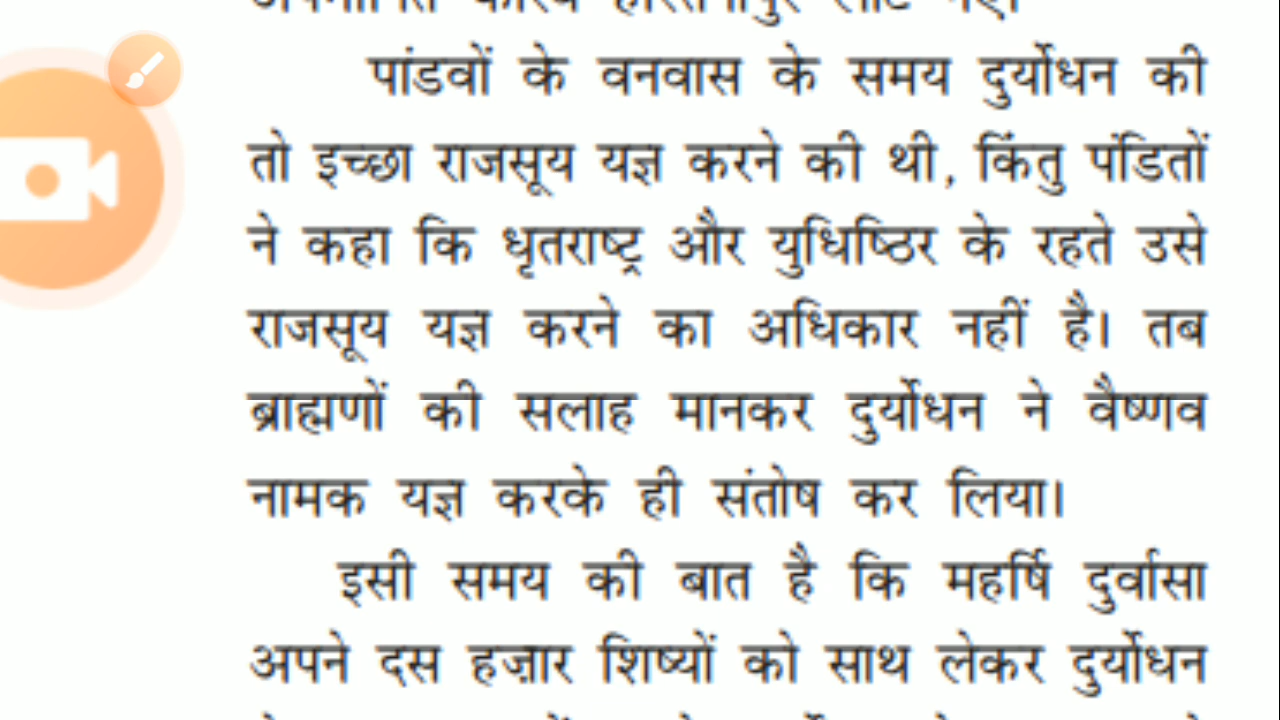 पांडवों के वनवास के समय दुर्योधन की
तो इच्छा राजसूय यज्ञ करने की थी, किंतु पंडितों
ने कहा कि धृतराष्ट्र और युधिष्ठिर के रहते उसे
राजसूय यज्ञ करने का अधिकार नहीं है। तब
ब्राह्मणों की सलाह मानकर दुर्योधन ने वैष्णव
नामक यज्ञ करके ही संतोष कर लिया।
इसी समय की बात है कि महर्षि दुर्वासा
अपने दस हज़ार शिष्यों को साथ लेकर दुर्योधन